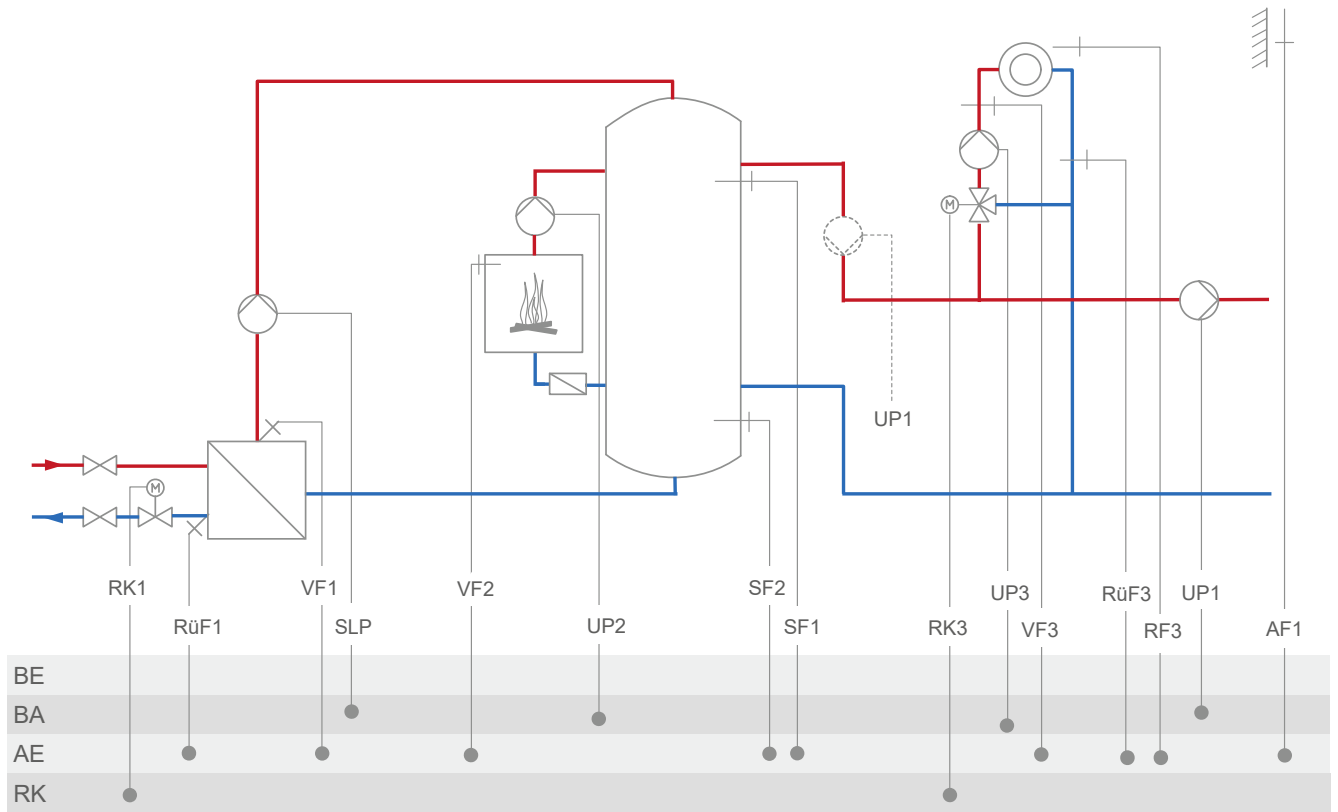 M
M
UP1
RK1
VF1
VF2
SF2
UP3
RüF3
UP1
RüF1
SLP
UP2
SF1
RK3
VF3
RF3
AF1
BE
BA
AE
RK